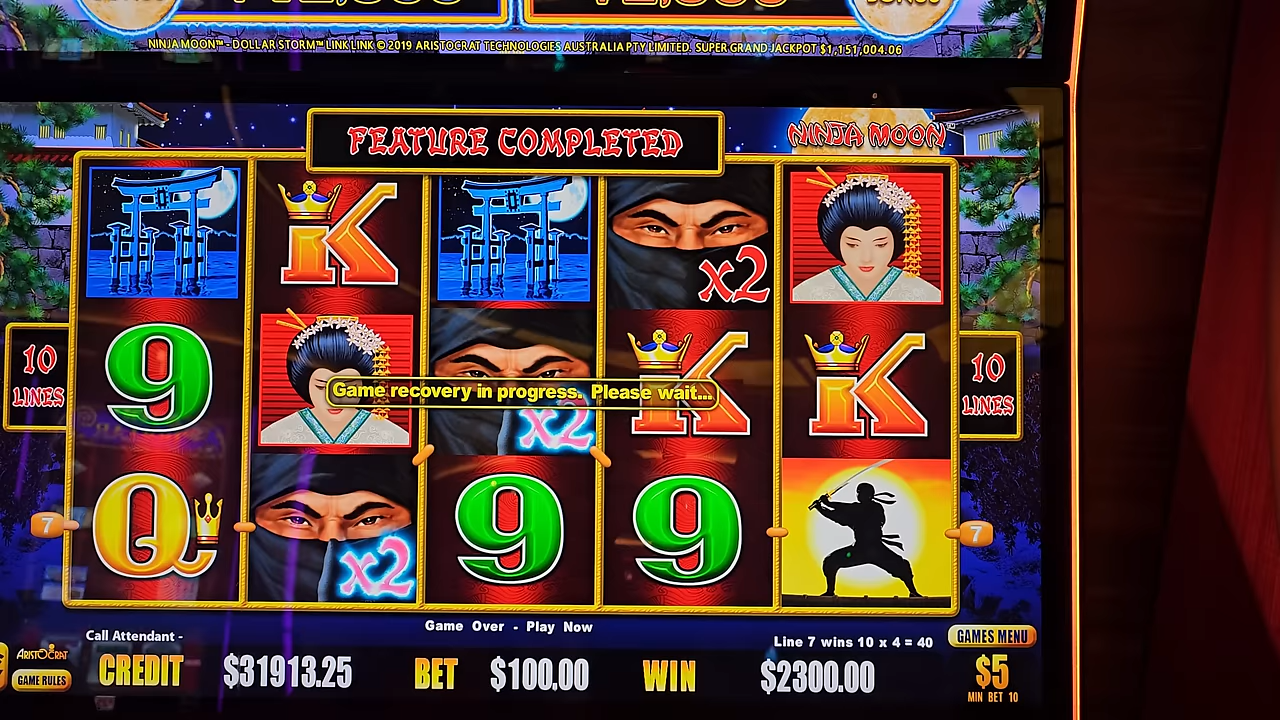 BONUS
NINJA MOON™ - DOLLAR STORM™ LINK LINK © 2019 ARISTOCRAT TECHNOLOGIES AUSTRALIA PTY LIMITED. SUPER GRAND JACKPOT $1,151,004.06
FEATURE COMPLETED
NINJA MOON™
K
x2
9
K
K
10
LINES
Game recovery in progress. Please wait...
10
LINES
x2
Q
x2
9
9
7
7
Game Over - Play Now
Call Attendant -
Line 7 wins 10 x 4 = 40
GAMES MENU
ARISTOCRAT
GAME RULES
CREDIT $31913.25 BET $100.00 WIN $2300.00
$5
MIN BET 10